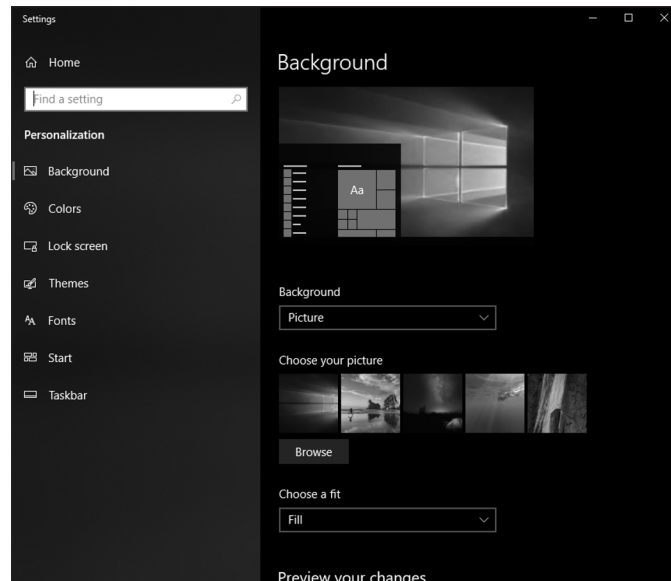 Settings
Home
Find a setting
Personalization
Background
Colors
Lock screen
Themes
Fonts
Start
Taskbar
Background
Aa
Background
Picture
Choose your picture
Browse
Choose a fit
Fill
Preview your changes